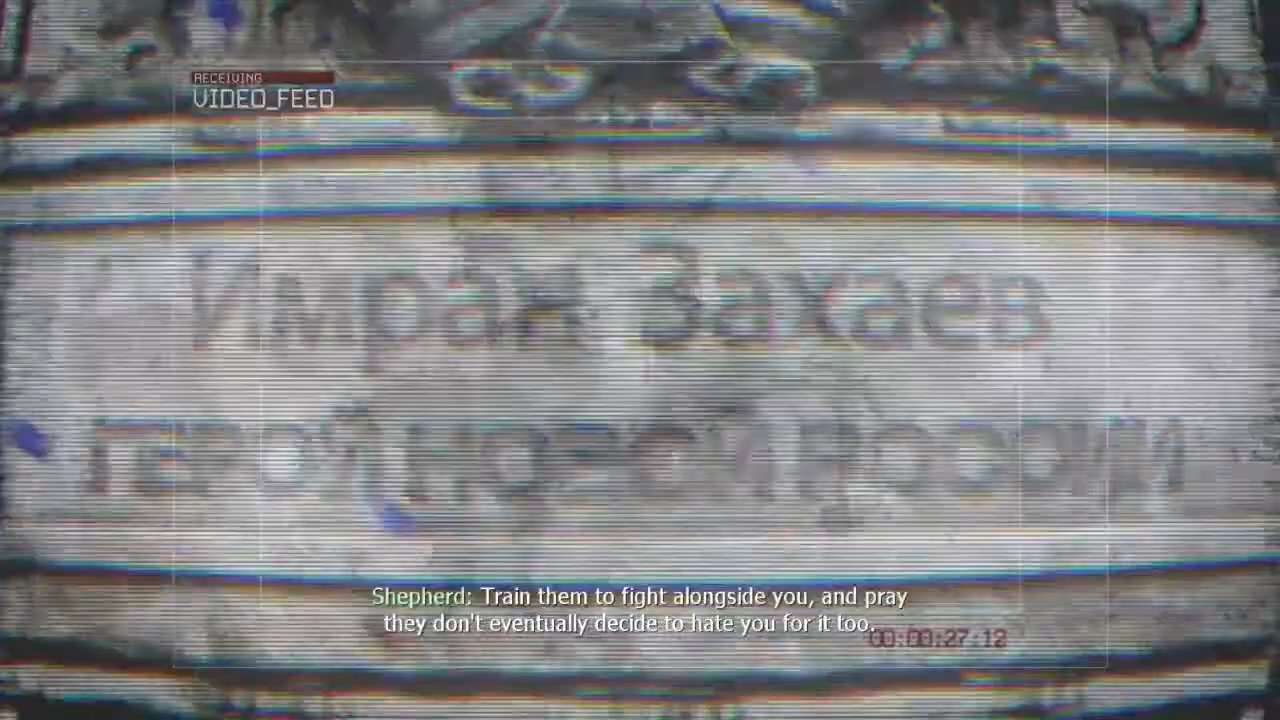 RECEIVING
VIDEO_FEED
Имран Захаев
Shepherd: Train them to fight alongside you, and pray
they don't eventually decide to hate you for it too.
00:00:27:12